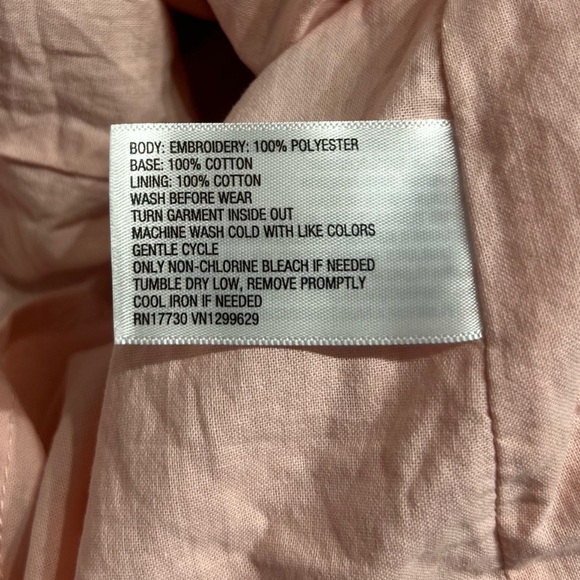 BODY: EMBROIDERY: 100% POLYESTER
BASE: 100% COTTON
LINING: 100% COTTON
WASH BEFORE WEAR
TURN GARMENT INSIDE OUT
MACHINE WASH COLD WITH LIKE COLORS
GENTLE CYCLE
ONLY NON-CHLORINE BLEACH IF NEEDED
TUMBLE DRY LOW, REMOVE PROMPTLY
COOL IRON IF NEEDED
RN17730 VN1299629